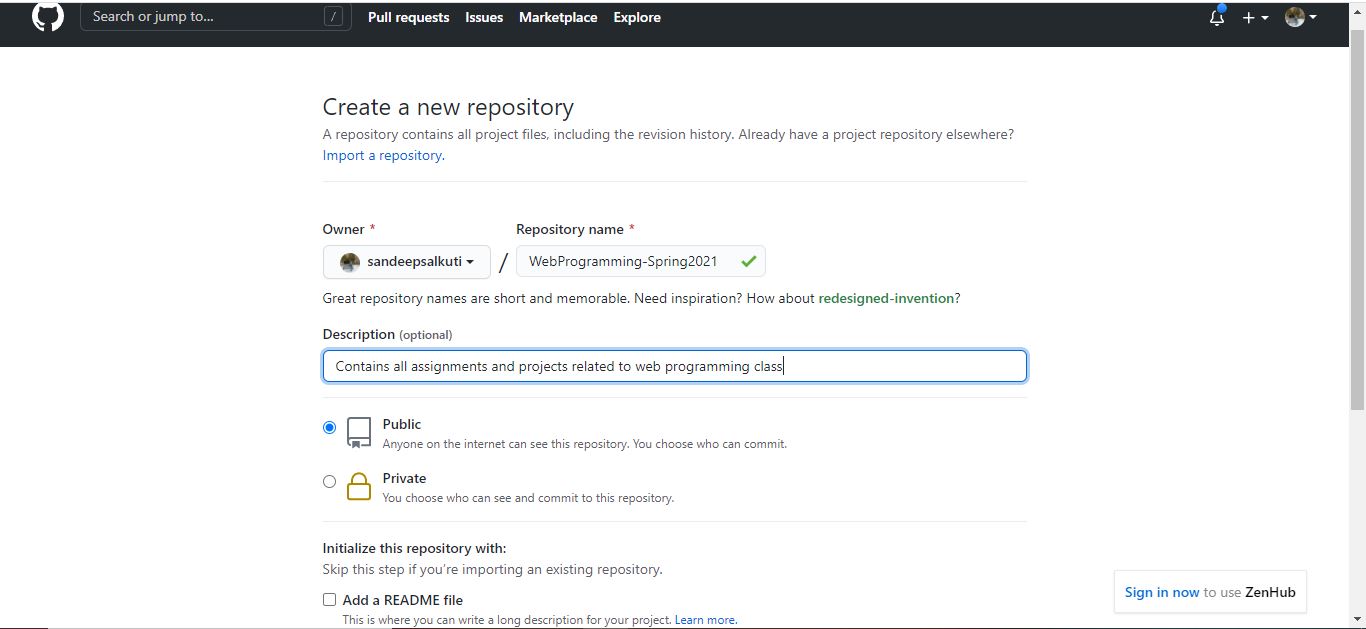 Search or jump to... / Pull requests Issues Marketplace Explore
Create a new repository
A repository contains all project files, including the revision history. Already have a project repository elsewhere?
Import a repository.
Owner * Repository name *
sandeepsalkuti / WebProgramming-Spring2021
Great repository names are short and memorable. Need inspiration? How about redesigned-invention?
Description (optional)
Contains all assignments and projects related to web programming class
Public
Anyone on the internet can see this repository. You choose who can commit.
Private
You choose who can see and commit to this repository.
Initialize this repository with:
Skip this step if you're importing an existing repository.
Sign in now to use ZenHub
Add a README file
This is where you can write a long description for your project. Learn more.